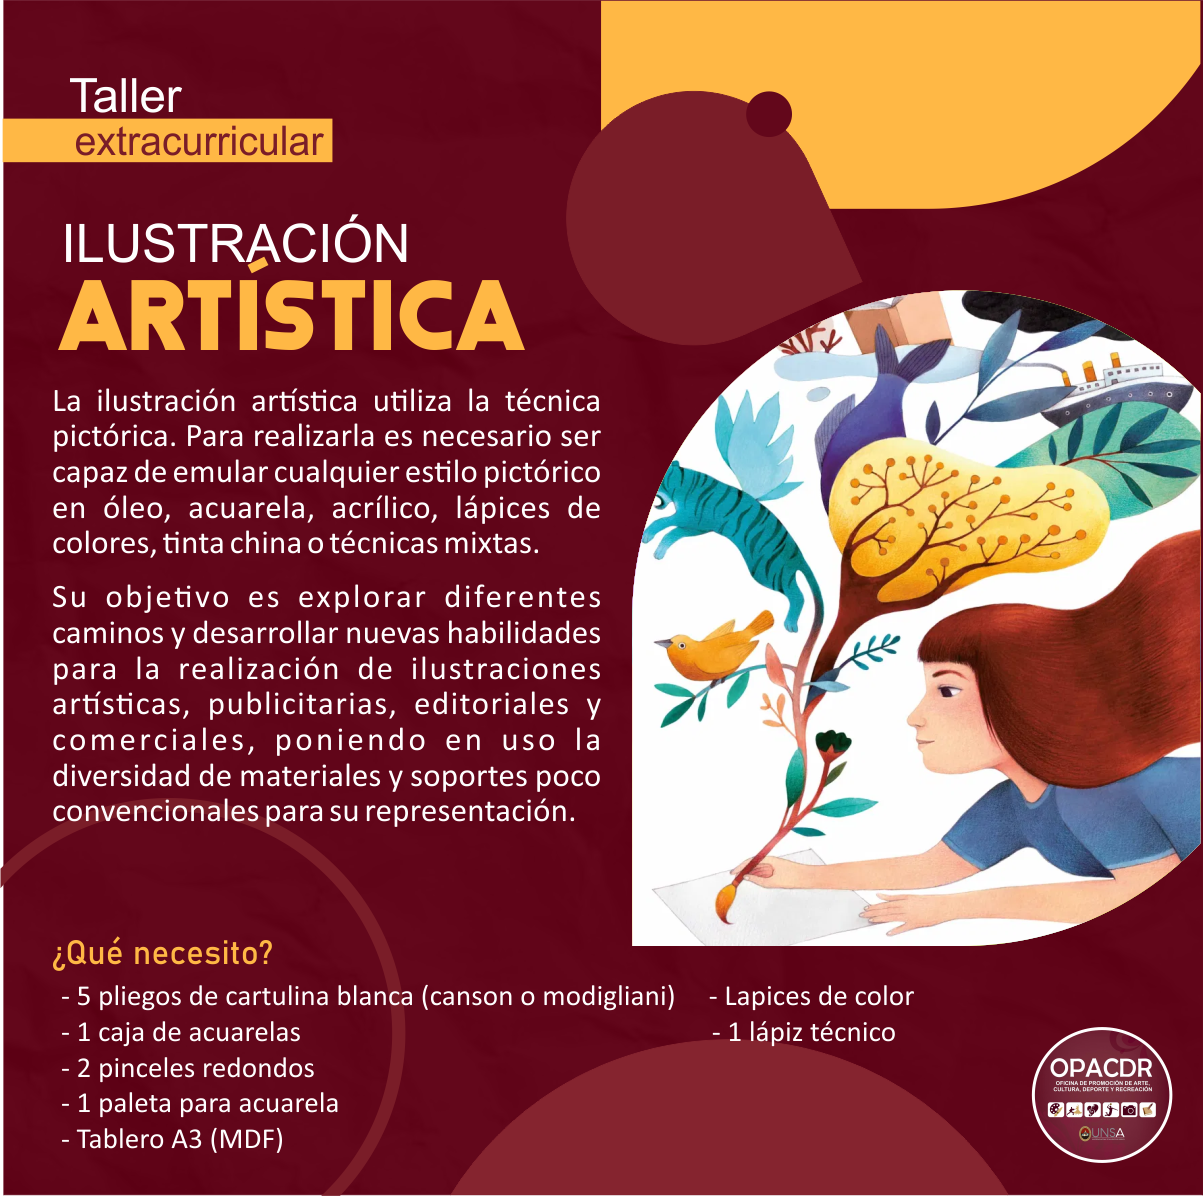 Taller
extracurricular
ILUSTRACIÓN
ARTÍSTICA
La ilustración artística utiliza la técnica
pictórica. Para realizarla es necesario ser
capaz de emular cualquier estilo pictórico
en óleo, acuarela, acrílico, lápices de
colores, tinta china o técnicas mixtas.
Su objetivo es explorar diferentes
caminos y desarrollar nuevas habilidades
para la realización de ilustraciones
artísticas, publicitarias, editoriales y
comerciales, poniendo en uso la
diversidad de materiales y soportes poco
convencionales para su representación.
¿Qué necesito?
- 5 pliegos de cartulina blanca (canson o modigliani)
- 1 caja de acuarelas
- 2 pinceles redondos
- 1 paleta para acuarela
- Tablero A3 (MDF)
- Lapices de color
- 1 lápiz técnico
OPACDR
OFICINA DE PROMOCIÓN DE ARTE,
CULTURA, DEPORTE Y RECREACIÓN
UNSA